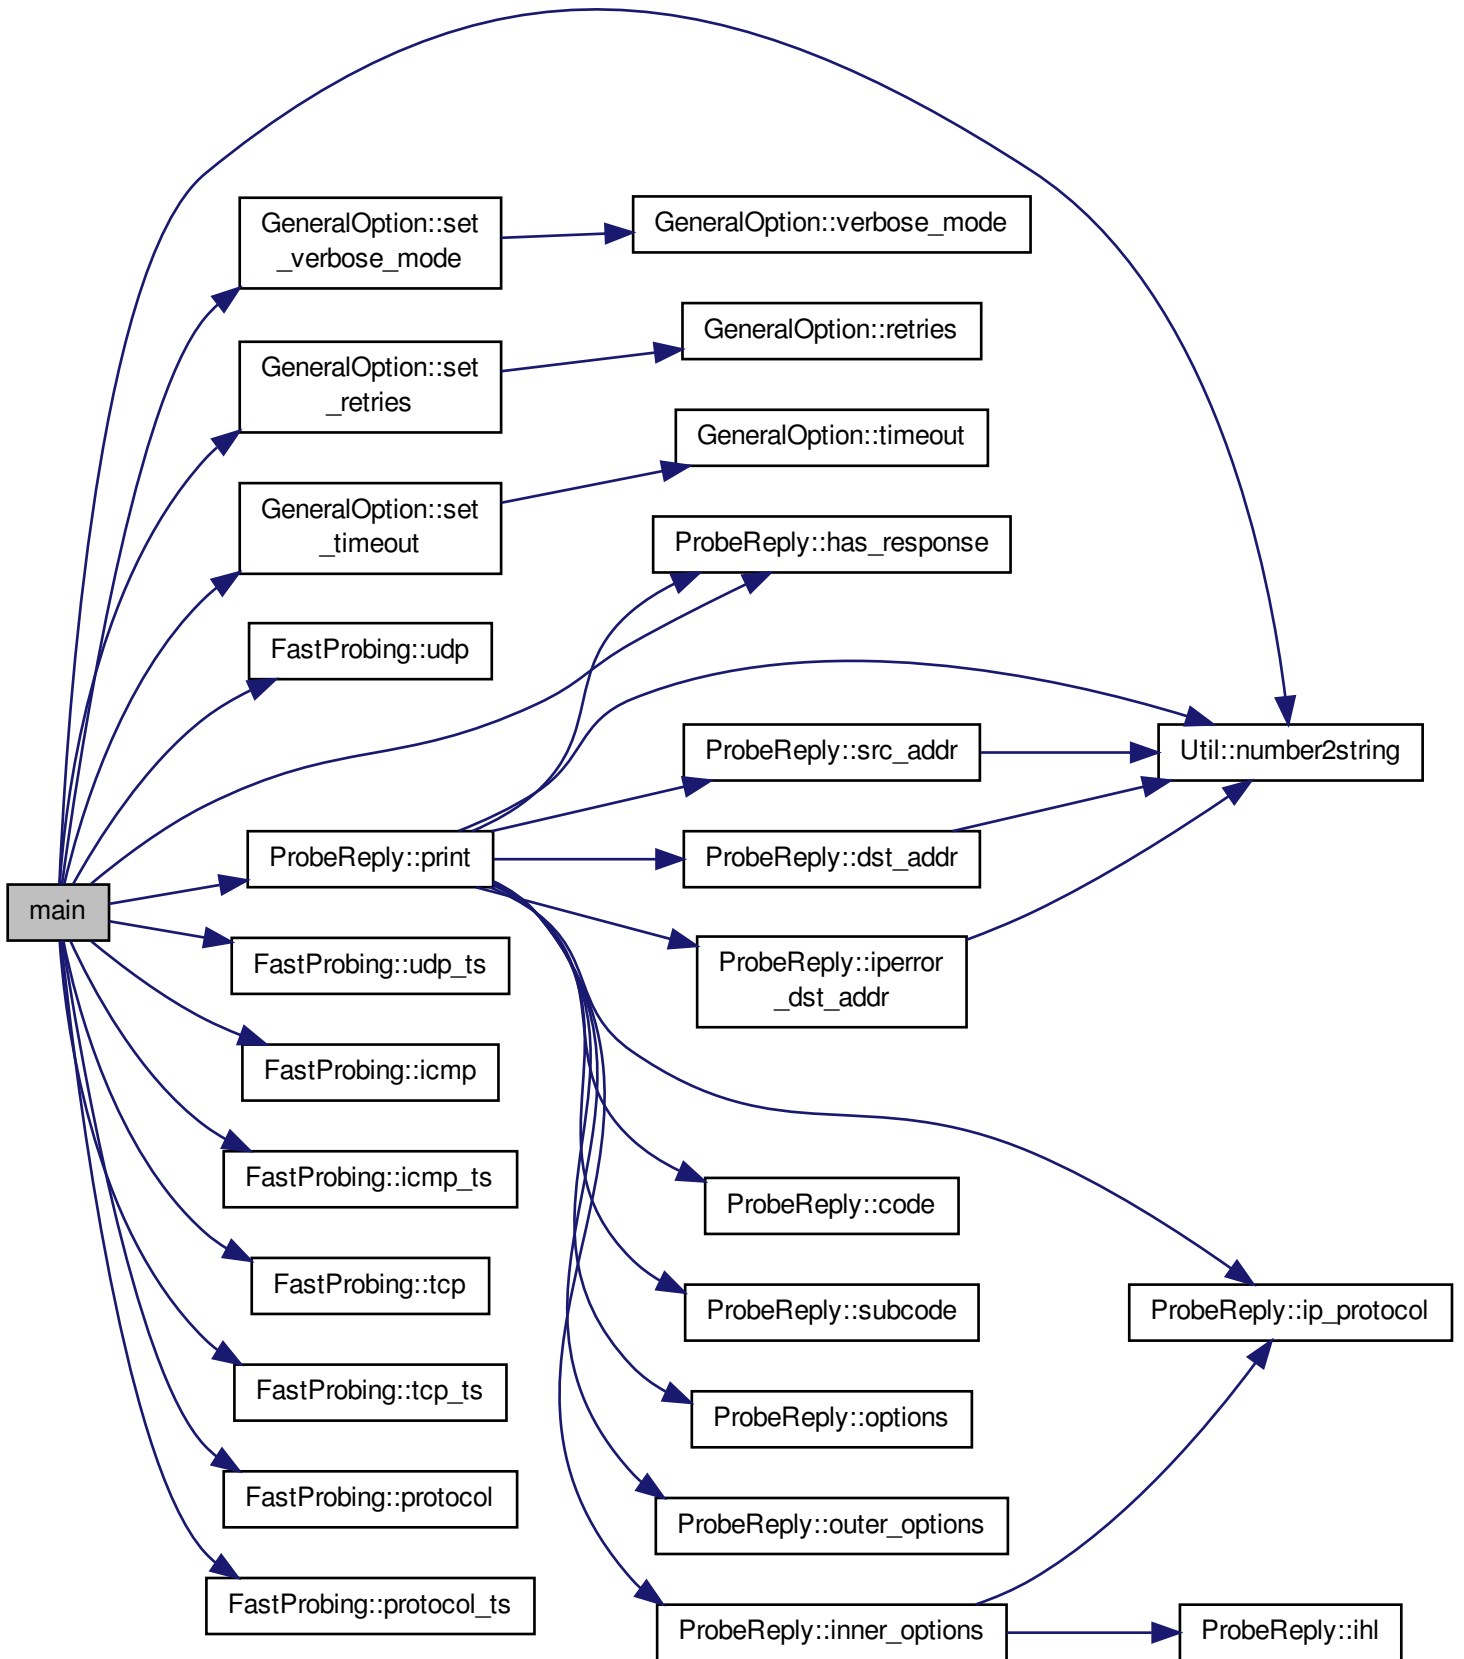 GeneralOption::set
_verbose_mode
GeneralOption::verbose_mode
GeneralOption::retries
GeneralOption::set
_retries
GeneralOption::timeout
GeneralOption::set
_timeout
ProbeReply::has_response
FastProbing::udp
ProbeReply::src_addr
Util::number2string
ProbeReply::print
ProbeReply::dst_addr
main
FastProbing::udp_ts
ProbeReply::iperror
_dst_addr
FastProbing::icmp
FastProbing::icmp_ts
ProbeReply::code
FastProbing::tcp
ProbeReply::subcode
ProbeReply::ip_protocol
FastProbing::tcp_ts
ProbeReply::options
FastProbing::protocol
ProbeReply::outer_options
FastProbing::protocol_ts
ProbeReply::inner_options
ProbeReply::ihl